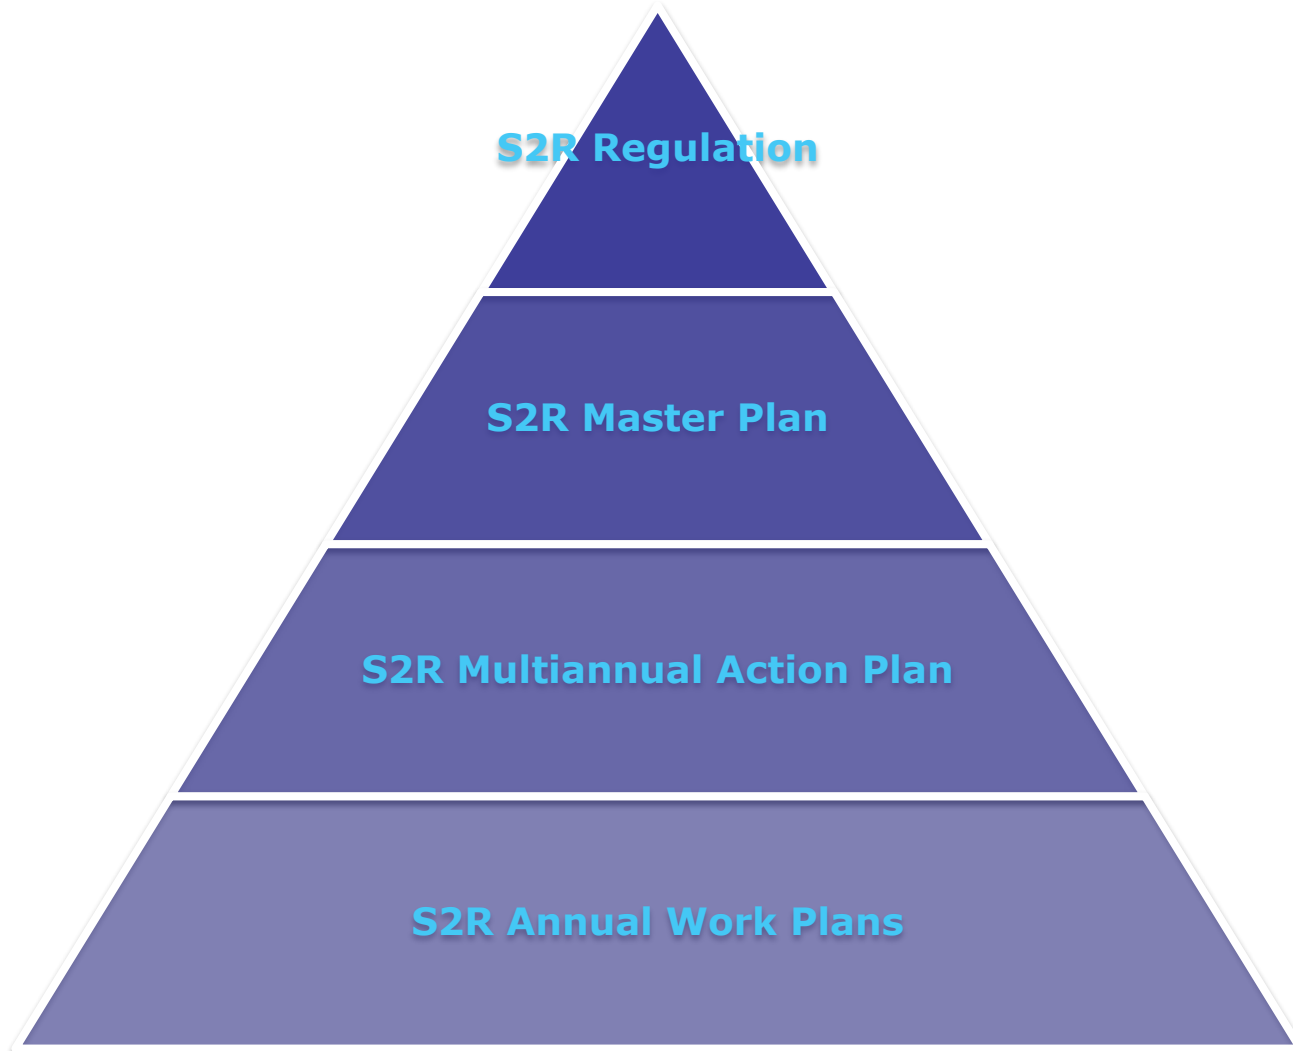 S2R Regulation
S2R Master Plan
S2R Multiannual Action Plan
S2R Annual Work Plans